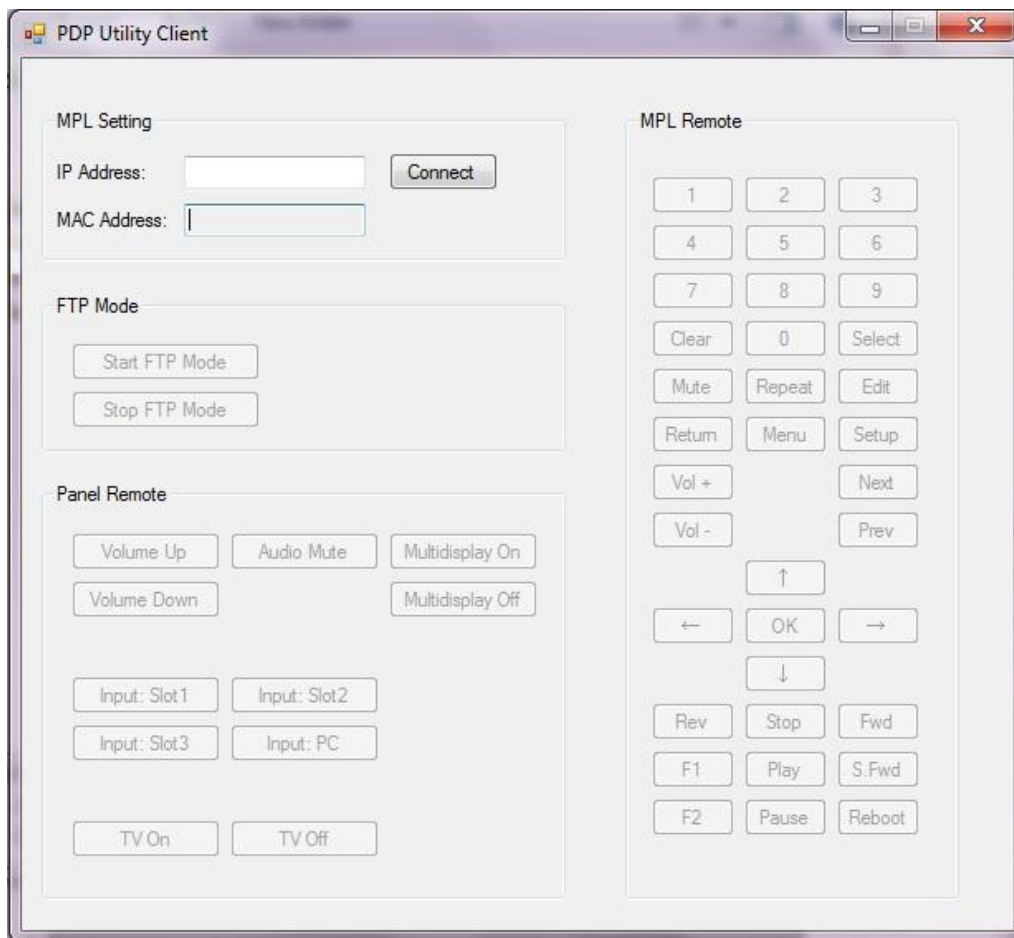 PDP Utility Client
MPL Setting
IP Address:
Connect
MAC Address:
FTP Mode
Start FTP Mode
Stop FTP Mode
Panel Remote
Volume Up Audio Mute Multidisplay On
Volume Down Multidisplay Off
Input: Slot1 Input: Slot2
Input: Slot3 Input: PC
TV On TV Off
MPL Remote
1 2 3
4 5 6
7 8 9
Clear 0 Select
Mute Repeat Edit
Return Menu Setup
Vol + Next
Vol - Prev
↑
← OK →
↓
Rev Stop Fwd
F1 Play S.Fwd
F2 Pause Reboot